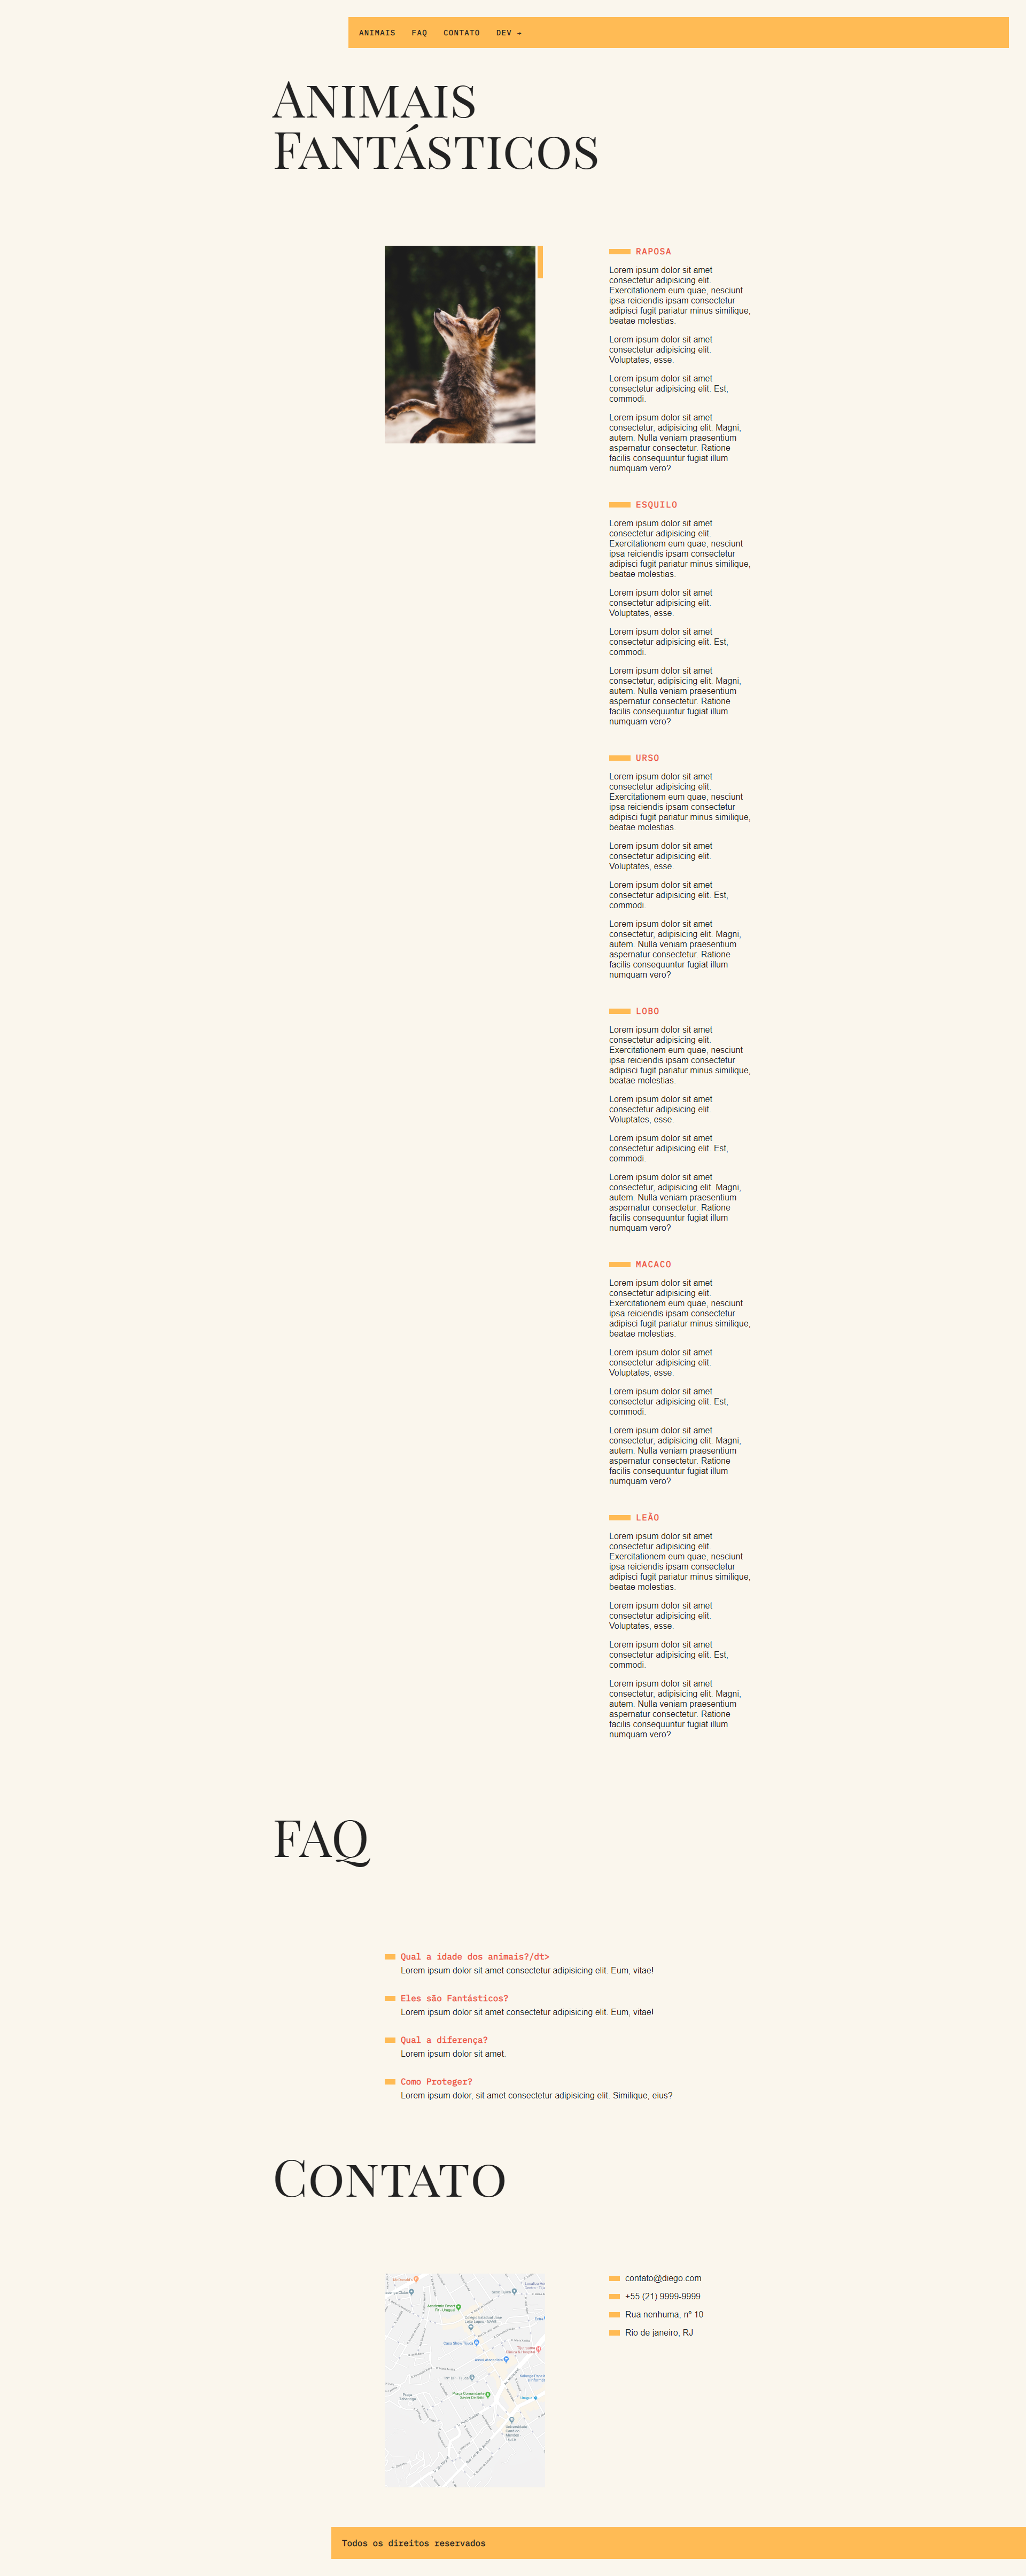 ANIMAIS FAQ CONTATO DEV →
Animais
Fantásticos
RAPOSA
Lorem ipsum dolor sit amet
consectetur adipisicing elit.
Exercitationem eum quae, nesciunt
ipsa reiciendis ipsam consectetur
adipisci fugit pariatur minus similique,
beatae molestias.
Lorem ipsum dolor sit amet
consectetur adipisicing elit.
Voluptates, esse.
Lorem ipsum dolor sit amet
consectetur adipisicing elit. Est,
commodi.
Lorem ipsum dolor sit amet
consectetur, adipisicing elit. Magni,
autem. Nulla veniam praesentium
aspernatur consectetur. Ratione
facilis consequuntur fugiat illum
numquam vero?
ESQUILO
Lorem ipsum dolor sit amet
consectetur adipisicing elit.
Exercitationem eum quae, nesciunt
ipsa reiciendis ipsam consectetur
adipisci fugit pariatur minus similique,
beatae molestias.
Lorem ipsum dolor sit amet
consectetur adipisicing elit.
Voluptates, esse.
Lorem ipsum dolor sit amet
consectetur adipisicing elit. Est,
commodi.
Lorem ipsum dolor sit amet
consectetur, adipisicing elit. Magni,
autem. Nulla veniam praesentium
aspernatur consectetur. Ratione
facilis consequuntur fugiat illum
numquam vero?
URSO
Lorem ipsum dolor sit amet
consectetur adipisicing elit.
Exercitationem eum quae, nesciunt
ipsa reiciendis ipsam consectetur
adipisci fugit pariatur minus similique,
beatae molestias.
Lorem ipsum dolor sit amet
consectetur adipisicing elit.
Voluptates, esse.
Lorem ipsum dolor sit amet
consectetur adipisicing elit. Est,
commodi.
Lorem ipsum dolor sit amet
consectetur, adipisicing elit. Magni,
autem. Nulla veniam praesentium
aspernatur consectetur. Ratione
facilis consequuntur fugiat illum
numquam vero?
LOBO
Lorem ipsum dolor sit amet
consectetur adipisicing elit.
Exercitationem eum quae, nesciunt
ipsa reiciendis ipsam consectetur
adipisci fugit pariatur minus similique,
beatae molestias.
Lorem ipsum dolor sit amet
consectetur adipisicing elit.
Voluptates, esse.
Lorem ipsum dolor sit amet
consectetur adipisicing elit. Est,
commodi.
Lorem ipsum dolor sit amet
consectetur, adipisicing elit. Magni,
autem. Nulla veniam praesentium
aspernatur consectetur. Ratione
facilis consequuntur fugiat illum
numquam vero?
MACACO
Lorem ipsum dolor sit amet
consectetur adipisicing elit.
Exercitationem eum quae, nesciunt
ipsa reiciendis ipsam consectetur
adipisci fugit pariatur minus similique,
beatae molestias.
Lorem ipsum dolor sit amet
consectetur adipisicing elit.
Voluptates, esse.
Lorem ipsum dolor sit amet
consectetur adipisicing elit. Est,
commodi.
Lorem ipsum dolor sit amet
consectetur, adipisicing elit. Magni,
autem. Nulla veniam praesentium
aspernatur consectetur. Ratione
facilis consequuntur fugiat illum
numquam vero?
LEÃO
Lorem ipsum dolor sit amet
consectetur adipisicing elit.
Exercitationem eum quae, nesciunt
ipsa reiciendis ipsam consectetur
adipisci fugit pariatur minus similique,
beatae molestias.
Lorem ipsum dolor sit amet
consectetur adipisicing elit.
Voluptates, esse.
Lorem ipsum dolor sit amet
consectetur adipisicing elit. Est,
commodi.
Lorem ipsum dolor sit amet
consectetur, adipisicing elit. Magni,
autem. Nulla veniam praesentium
aspernatur consectetur. Ratione
facilis consequuntur fugiat illum
numquam vero?
FAQ
Qual a idade dos animais?/dt>
Lorem ipsum dolor sit amet consectetur adipisicing elit. Eum, vitae!
Eles são Fantásticos?
Lorem ipsum dolor sit amet consectetur adipisicing elit. Eum, vitae!
Qual a diferença?
Lorem ipsum dolor sit amet.
Como Proteger?
Lorem ipsum dolor, sit amet consectetur adipisicing elit. Similique, eius?
Contato
contato@diego.com
+55 (21) 9999-9999
Rua nenhuma, nº 10
Rio de janeiro, RJ
Todos os direitos reservados